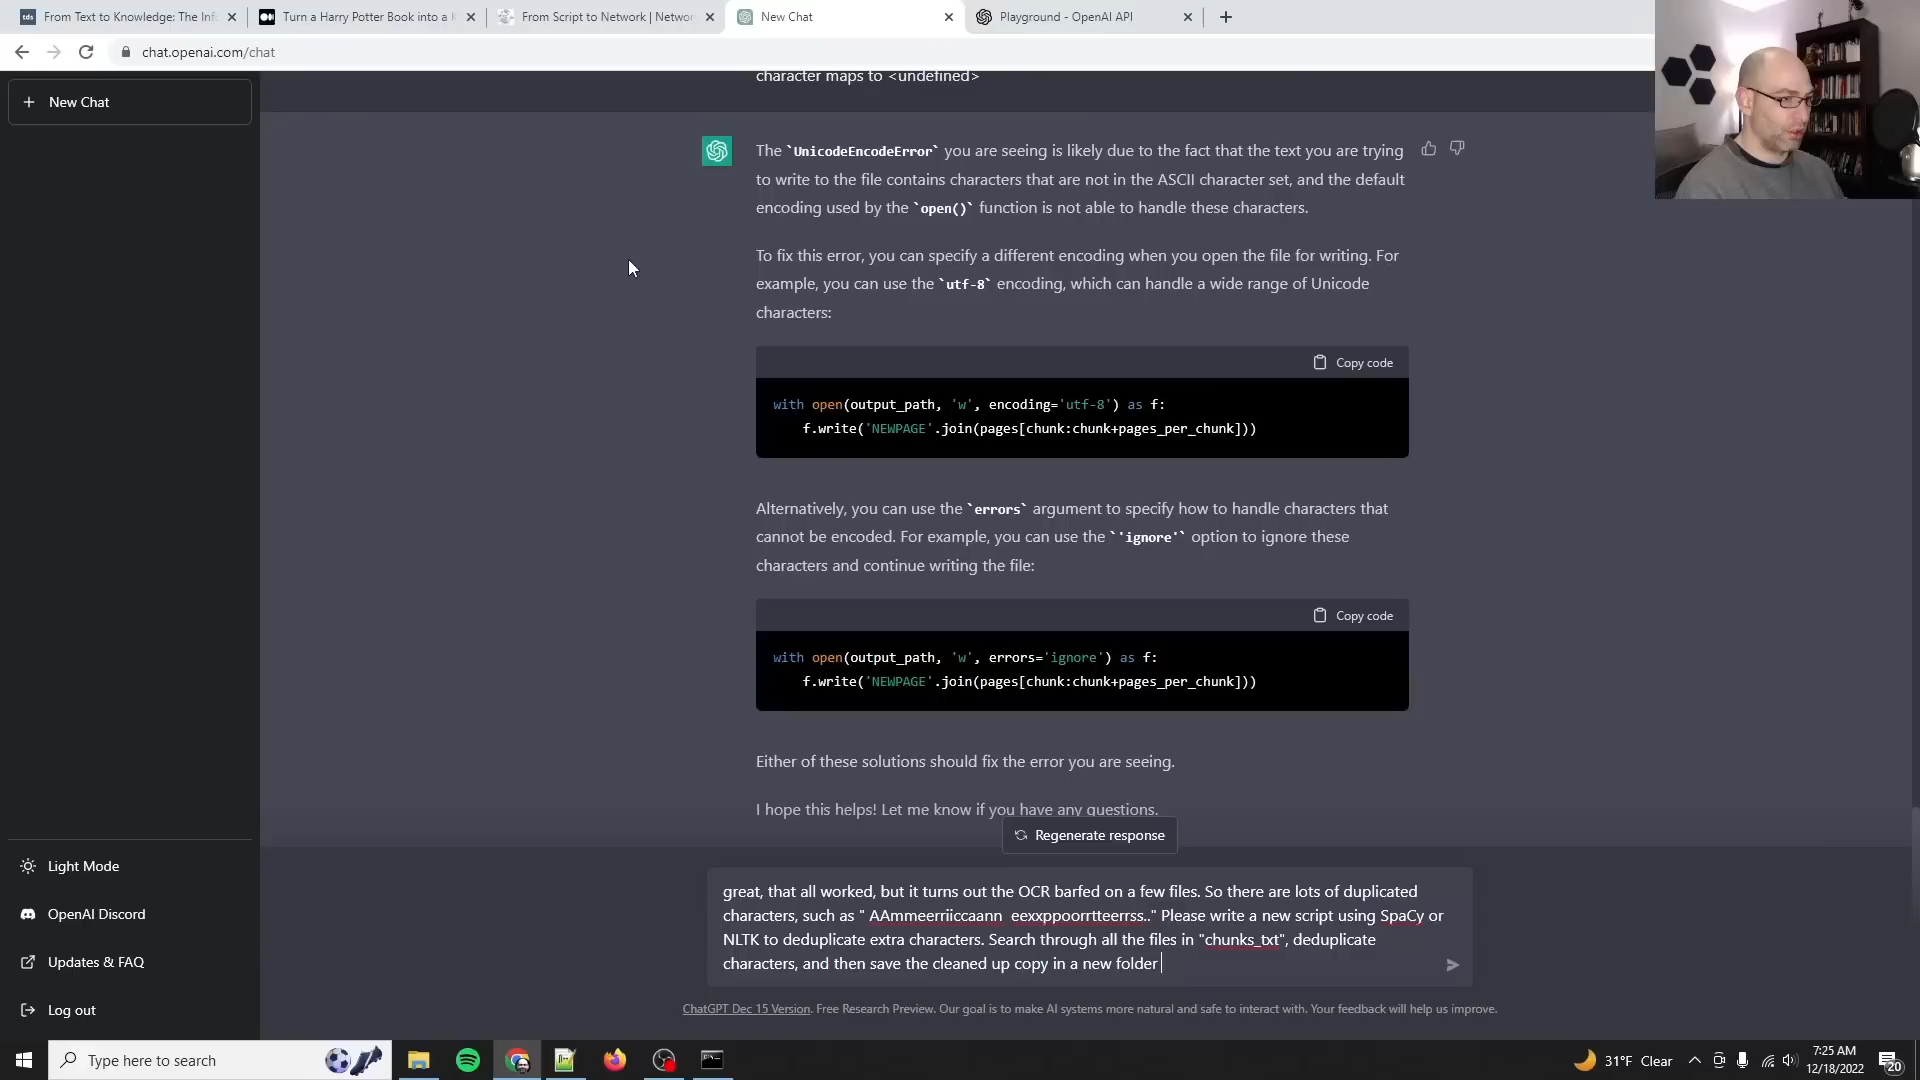 From Text to Knowledge: The Inf
Turn a Harry Potter Book into a K
From Script to Network | Netwo
New Chat
Playground - OpenAI API
chat.openai.com/chat
New Chat
character maps to <undefined>
The `UnicodeEncodeError` you are seeing is likely due to the fact that the text you are trying
to write to the file contains characters that are not in the ASCII character set, and the default
encoding used by the `open()` function is not able to handle these characters.
To fix this error, you can specify a different encoding when you open the file for writing. For
example, you can use the `utf-8` encoding, which can handle a wide range of Unicode
characters:
Copy code
with open(output_path, 'w', encoding='utf-8') as f:
f.write('NEWPAGE'.join(pages[chunk:chunk+pages_per_chunk]))
Alternatively, you can use the `errors` argument to specify how to handle characters that
cannot be encoded. For example, you can use the `'ignore'` option to ignore these
characters and continue writing the file:
Copy code
with open(output_path, 'w', errors='ignore') as f:
f.write('NEWPAGE'.join(pages[chunk:chunk+pages_per_chunk]))
Either of these solutions should fix the error you are seeing.
I hope this helps! Let me know if you have any questions.
Regenerate response
great, that all worked, but it turns out the OCR barfed on a few files. So there are lots of duplicated
characters, such as " AAmmeerriiccaann  eexxppoorrtteerrss.." Please write a new script using SpaCy or
NLTK to deduplicate extra characters. Search through all the files in "chunks_txt", deduplicate
characters, and then save the cleaned up copy in a new folder
ChatGPT Dec 15 Version. Free Research Preview. Our goal is to make AI systems more natural and safe to interact with. Your feedback will help us improve.
Light Mode
OpenAI Discord
Updates & FAQ
Log out
Type here to search
31°F Clear
7:25 AM
12/18/2022
20